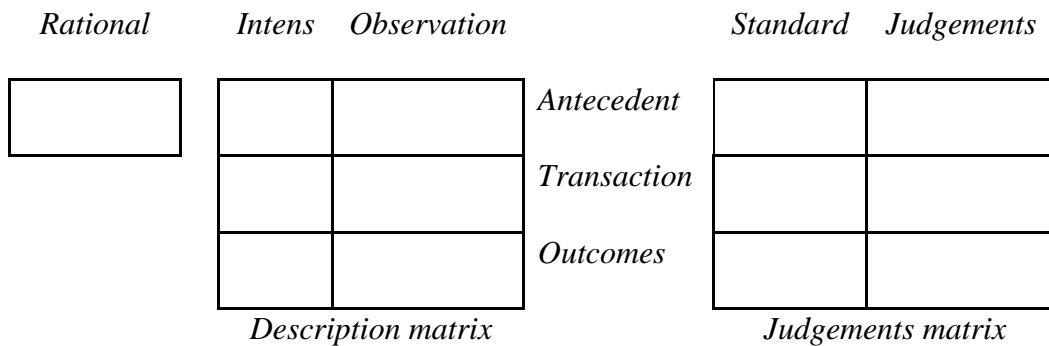 Rational Intens Observation Standard Judgements
Antecedent
Transaction
Outcomes
Description matrix Judgements matrix